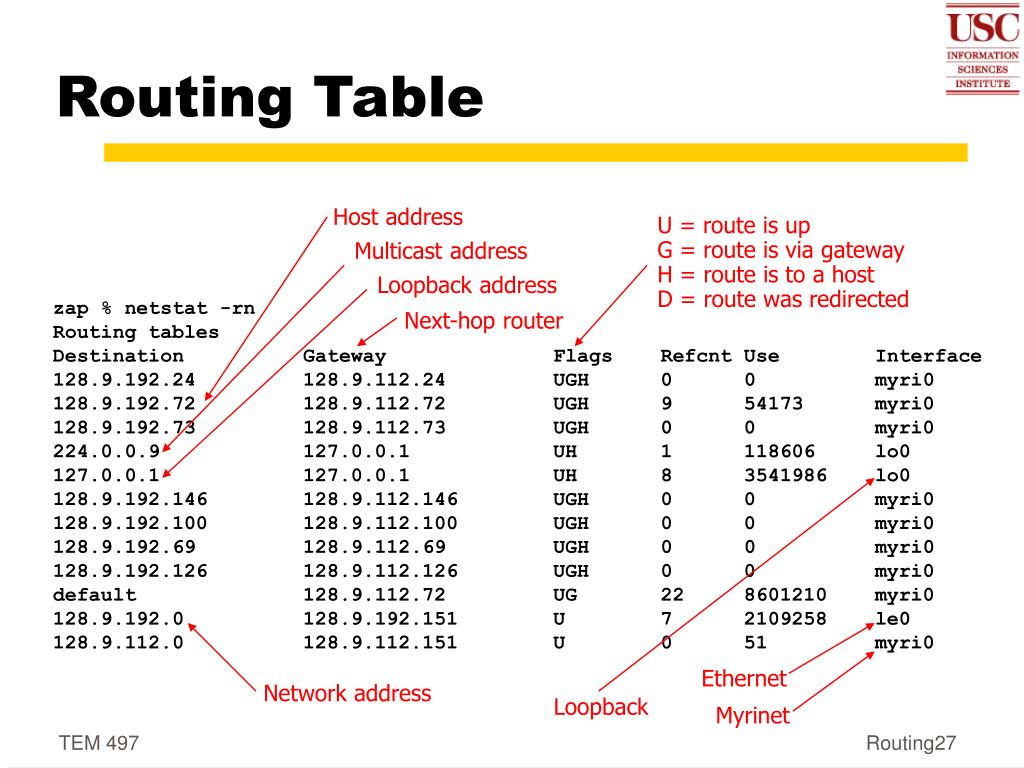 USC
INFORMATION
SCIENCES
INSTITUTE
Routing Table
Host address
Multicast address
Loopback address
Next-hop router
U = route is up
G = route is via gateway
H = route is to a host
D = route was redirected
zap % netstat -rn
Routing tables
Destination Gateway Flags Refcnt Use Interface
128.9.192.24 128.9.112.24 UGH 0 0 myri0
128.9.192.72 128.9.112.72 UGH 9 54173 myri0
128.9.192.73 128.9.112.73 UGH 0 0 myri0
224.0.0.9 127.0.0.1 UH 1 118606 lo0
127.0.0.1 127.0.0.1 UH 8 3541986 lo0
128.9.192.146 128.9.112.146 UGH 0 0 myri0
128.9.192.100 128.9.112.100 UGH 0 0 myri0
128.9.192.69 128.9.112.69 UGH 0 0 myri0
128.9.192.126 128.9.112.126 UGH 0 0 myri0
default 128.9.112.72 UG 22 8601210 myri0
128.9.192.0 128.9.192.151 U 7 2109258 le0
128.9.112.0 128.9.112.151 U 0 51 myri0
Network address
Loopback
Ethernet
Myrinet
TEM 497
Routing27